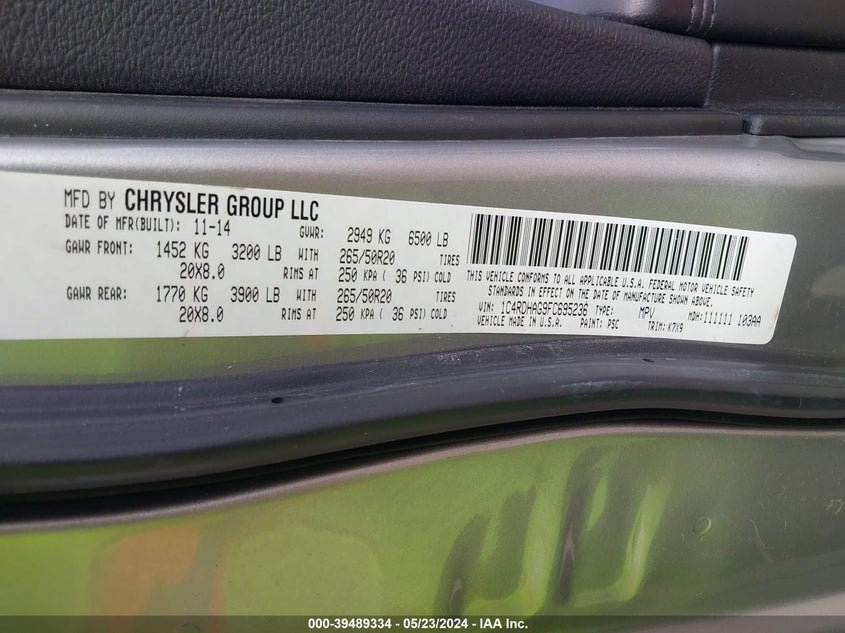 MFD BY CHRYSLER GROUP LLC
DATE OF MFR(BUILT): 11-14 GVWR: 2949 KG 6500 LB
GAWR FRONT: 1452 KG 3200 LB WITH 265/50R20 TIRES
20X8.0 RIMS AT 250 KPA ( 36 PSI) COLD
GAWR REAR: 1770 KG 3900 LB WITH 265/50R20 TIRES
20X8.0 RIMS AT 250 KPA ( 36 PSI) COLD
THIS VEHICLE CONFORMS TO ALL APPLICABLE U.S.A. FEDERAL MOTOR VEHICLE SAFETY
STANDARDS IN EFFECT ON THE DATE OF MANUFACTURE SHOWN ABOVE.
VIN: 1C4RDHAG9FC695236 TYPE: MPV MDH: 111111 103AA
VEHICLE MADE IN U.S.A. PAINT: PSC TRIM: K7X9
000-39489334 - 05/23/2024 - IAA Inc.